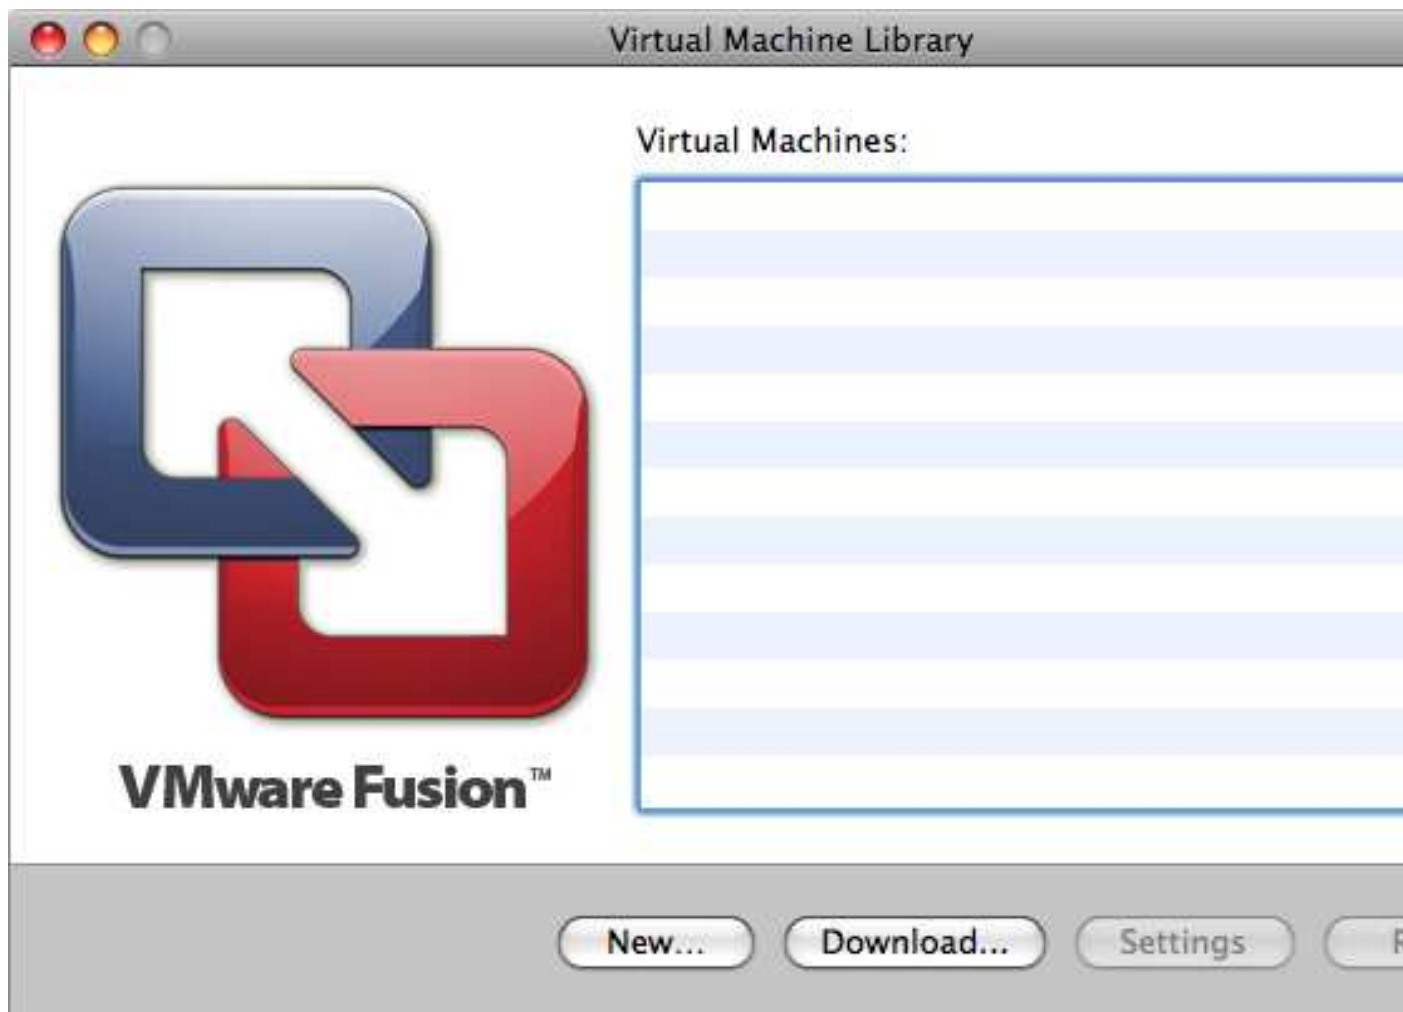 Virtual Machine Library
Virtual Machines:
VMware Fusion™
New...
Download...
Settings